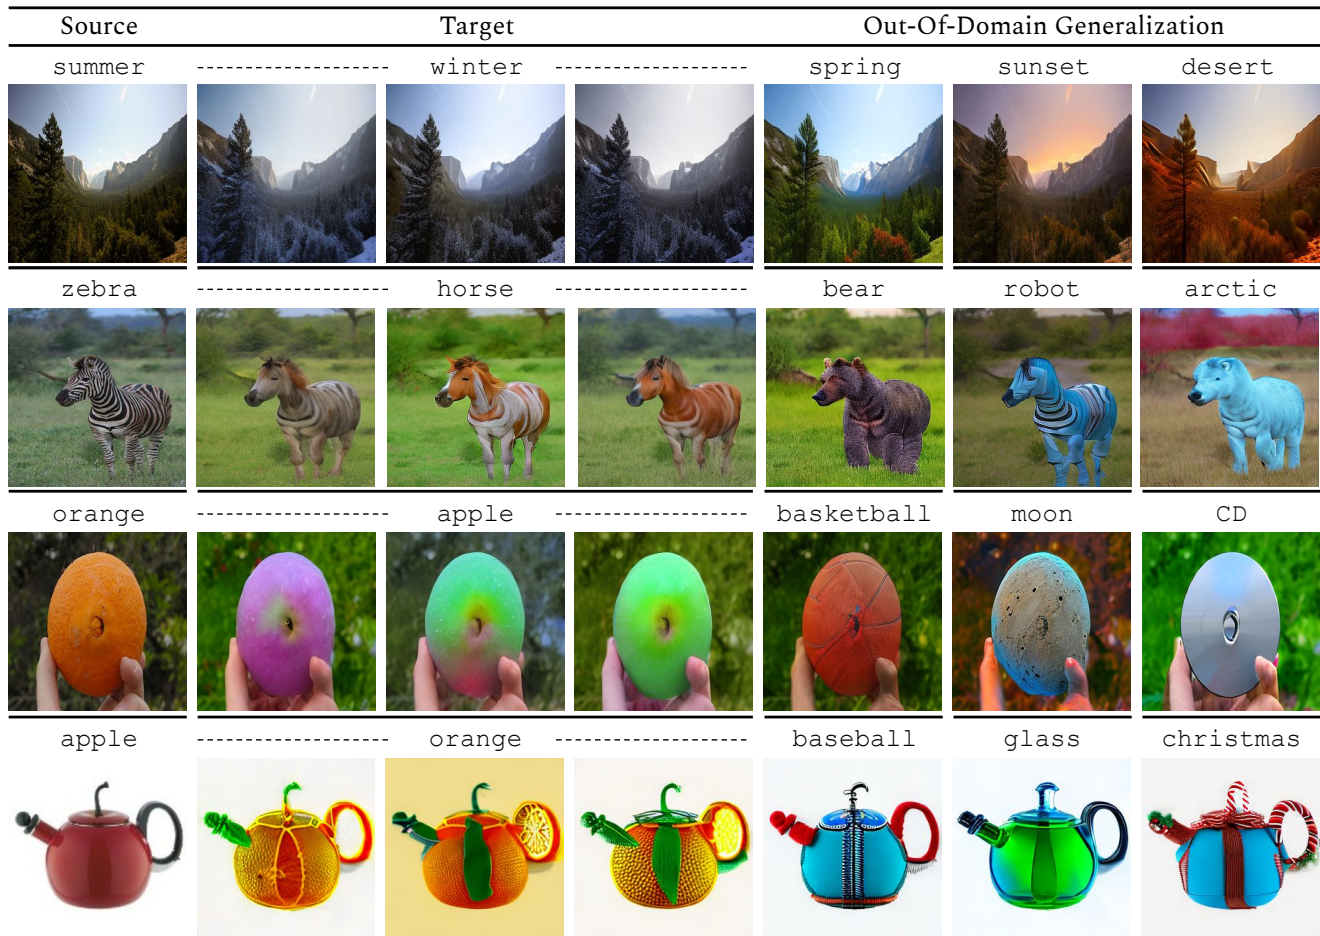 Source Target Out-Of-Domain Generalization
summer ------------------- winter ---------------- spring sunset desert
zebra ------------------- horse ------------------- bear robot arctic
orange ------------------- apple ------------------- basketball moon CD
apple ------------------- orange ------------------- baseball glass christmas